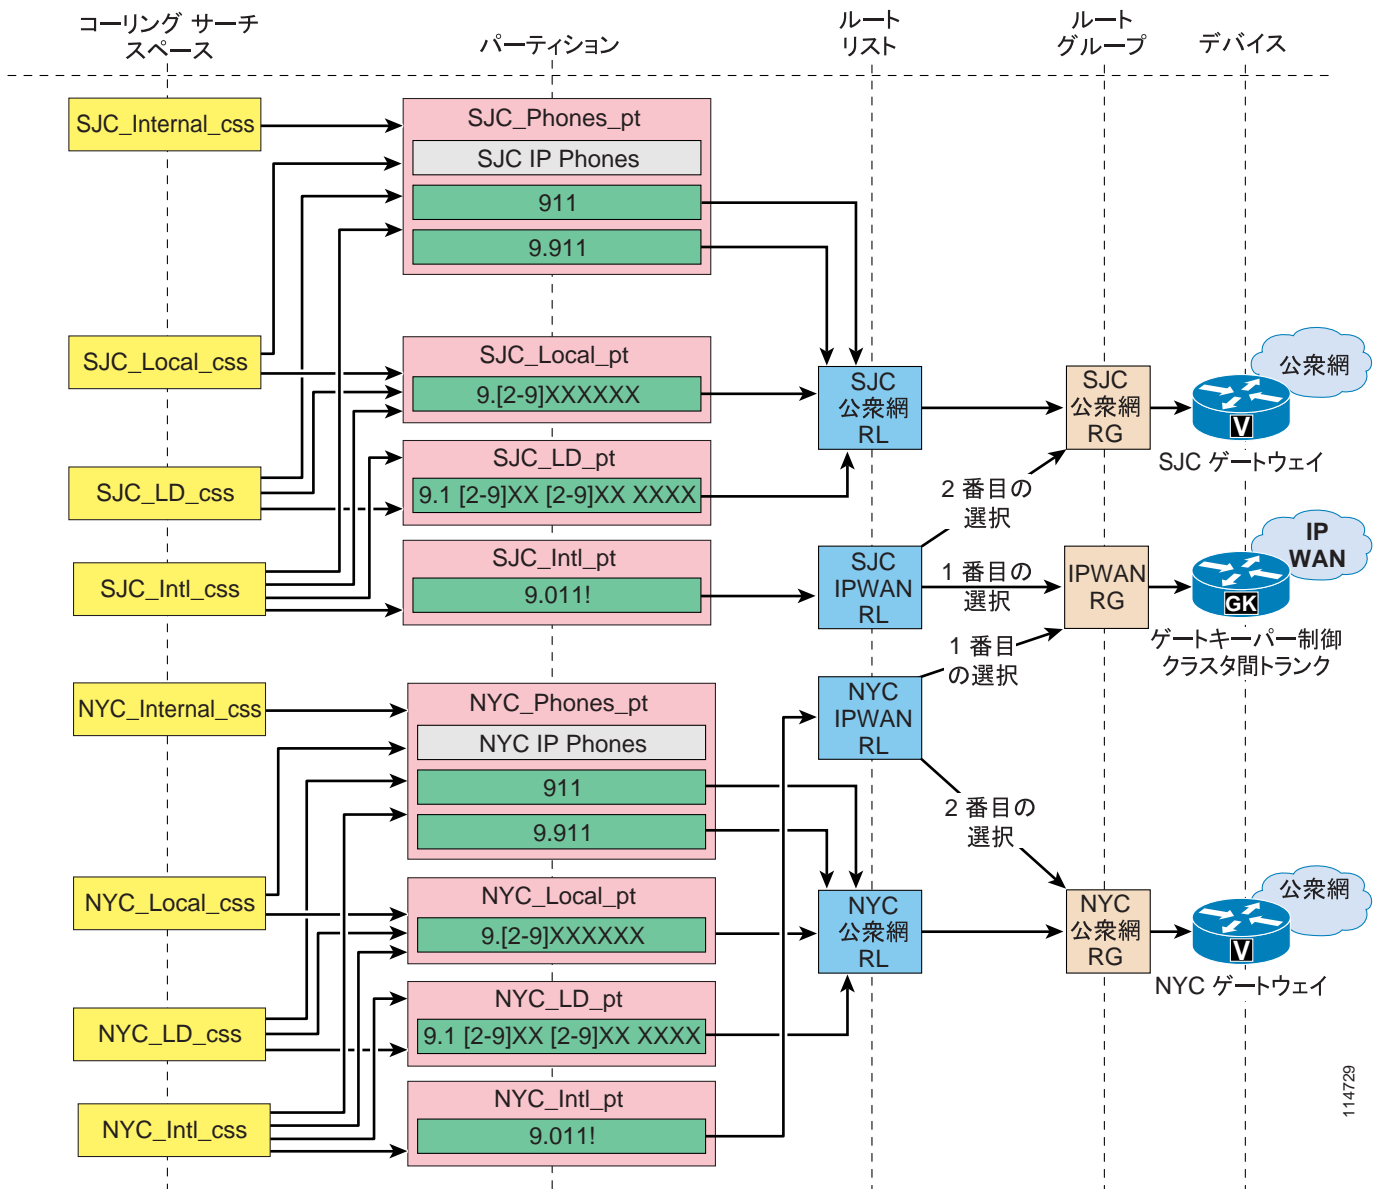 コーリング サーチ
スペース
パーティション
ルート
リスト
ルート
グループ
デバイス
SJC_Internal_css
SJC_Phones_pt
SJC IP Phones
911
9.911
SJC_Local_css
SJC_Local_pt
9.[2-9]XXXXXX
SJC_LD_css
SJC_LD_pt
9.1 [2-9]XX [2-9]XX XXXX
SJC_Intl_css
SJC_Intl_pt
9.011!
SJC
公衆網
RL
SJC
公衆網
RG
公衆網
V
SJC ゲートウェイ
2 番目の
選択
SJC
IPWAN
RL
1 番目の
選択
IPWAN
RG
IP
WAN
GK
ゲートキーパー制御
クラスタ間トランク
1 番目
の選択
NYC
IPWAN
RL
2 番目の
選択
NYC_Internal_css
NYC_Phones_pt
NYC IP Phones
911
9.911
NYC_Local_css
NYC_Local_pt
9.[2-9]XXXXXX
NYC
公衆網
RL
NYC
公衆網
RG
公衆網
V
NYC ゲートウェイ
NYC_LD_css
NYC_LD_pt
9.1 [2-9]XX [2-9]XX XXXX
NYC_Intl_css
NYC_Intl_pt
9.011!
114729